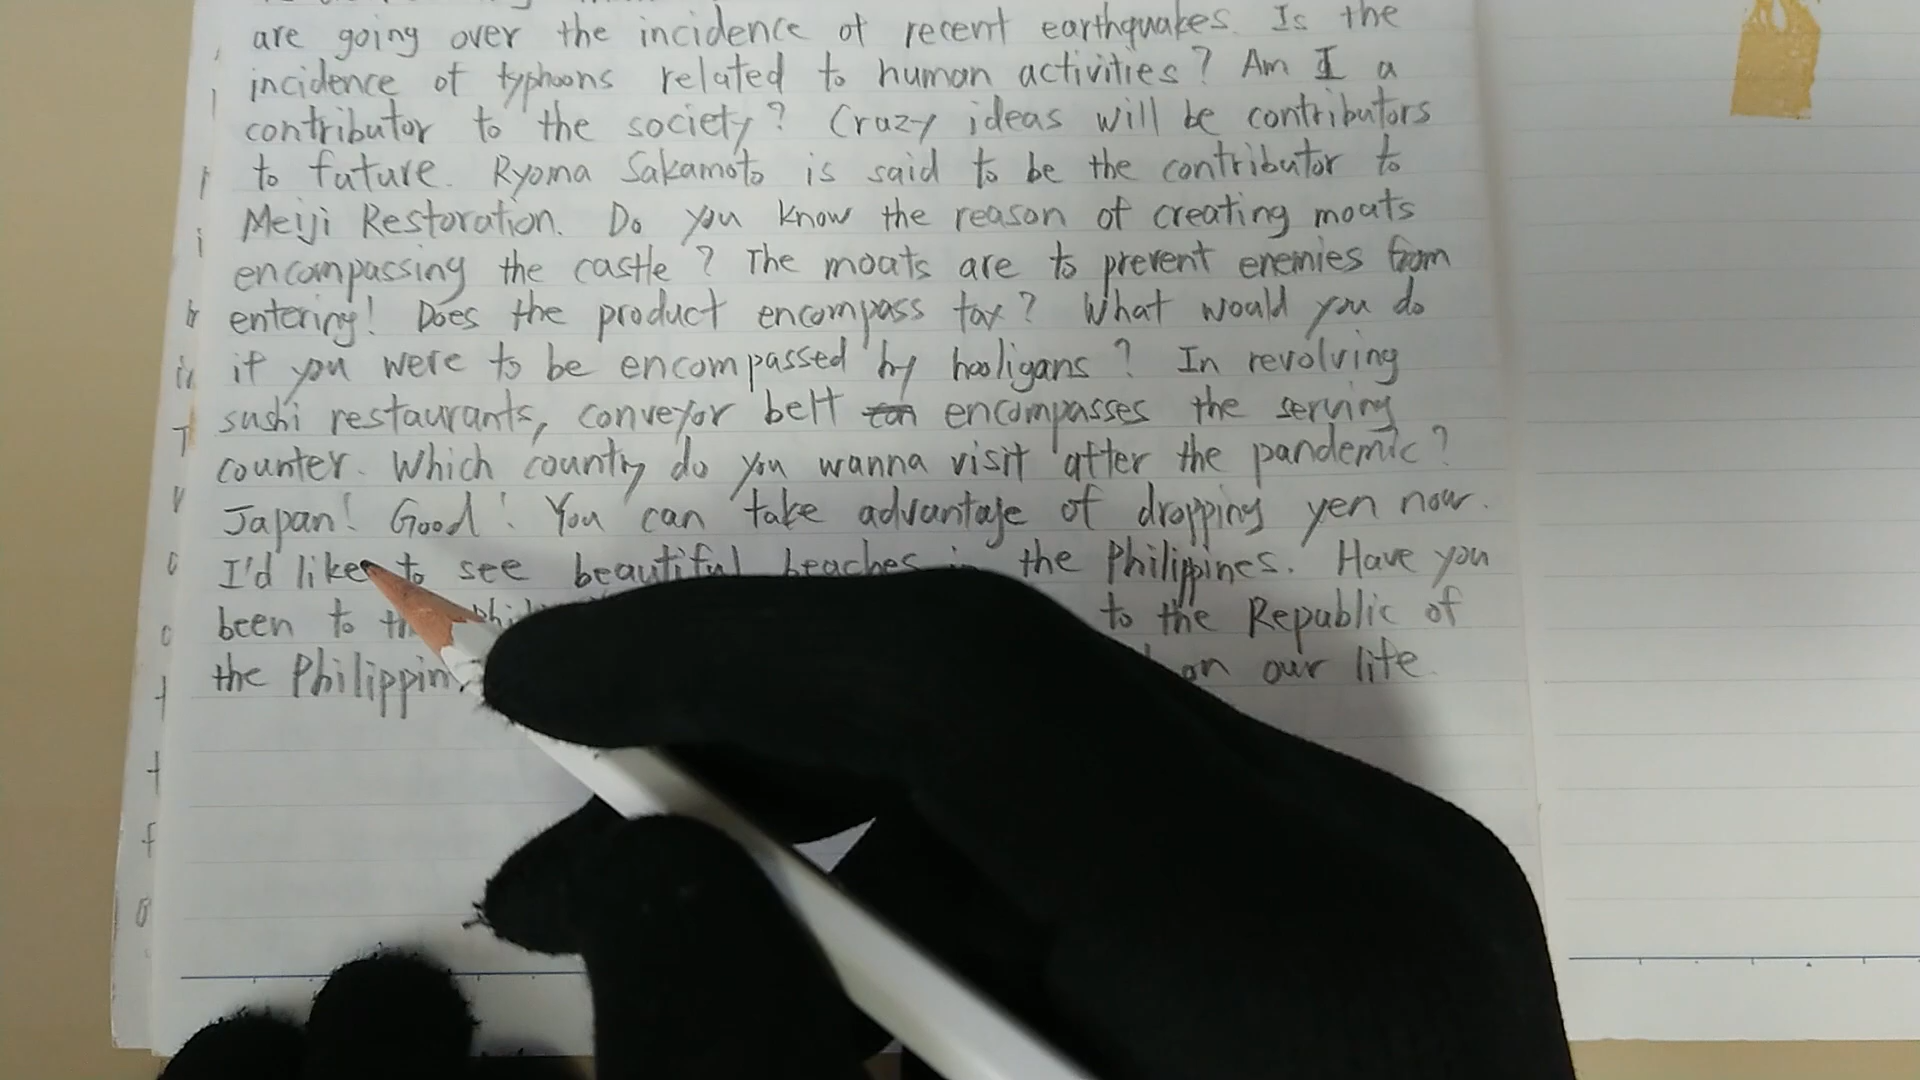 are going over the incidence of recent earthquakes. Is the
incidence of typhoons related to human activities? Am I a
contributor to the society? Crazy ideas will be contributors
to future. Ryoma Sakamoto is said to be the contributor to
Meiji Restoration. Do you know the reason of creating moats
encompassing the castle? The moats are to prevent enemies from
entering! Does the product encompass tax? What would you do
if you were to be encompassed by hooligans? In revolving
sushi restaurants, conveyor belt encompasses the serving
counter. Which country do you wanna visit after the pandemic?
Japan! Good! You can take advantage of dropping yen now.
I'd like to see beautiful beaches the Philippines. Have you
been to to the Republic of
the our life.